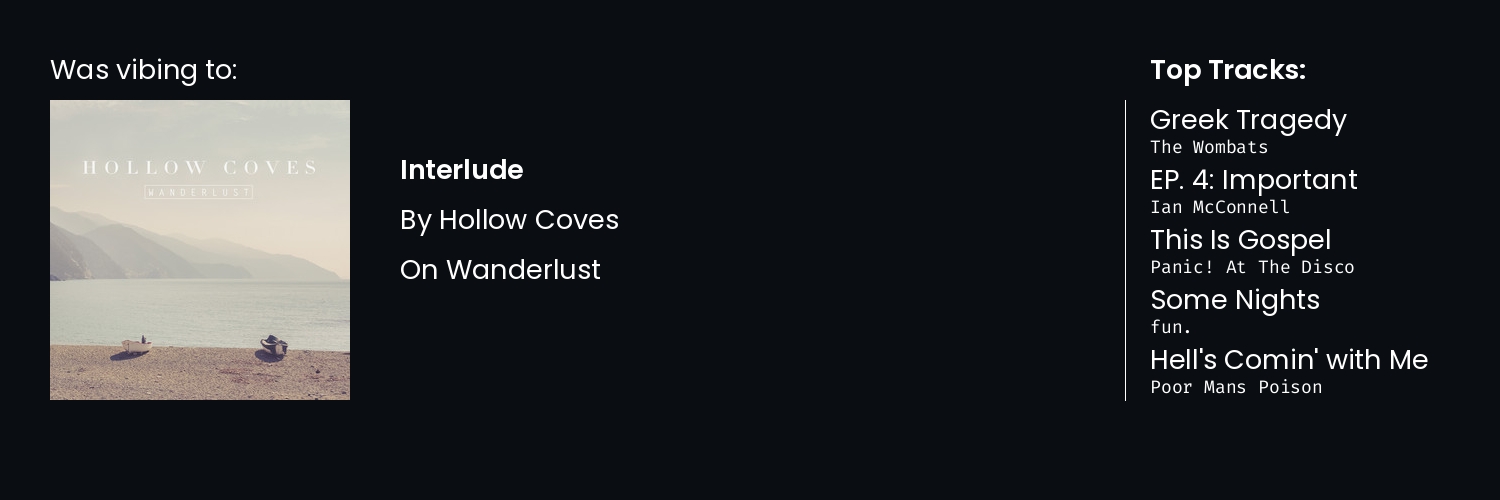 Was vibing to:
HOLLOW COVES
WANDERLUST
Interlude
By Hollow Coves
On Wanderlust
Top Tracks:
Greek Tragedy
The Wombats
EP. 4: Important
Ian McConnell
This Is Gospel
Panic! At The Disco
Some Nights
fun.
Hell's Comin' with Me
Poor Mans Poison